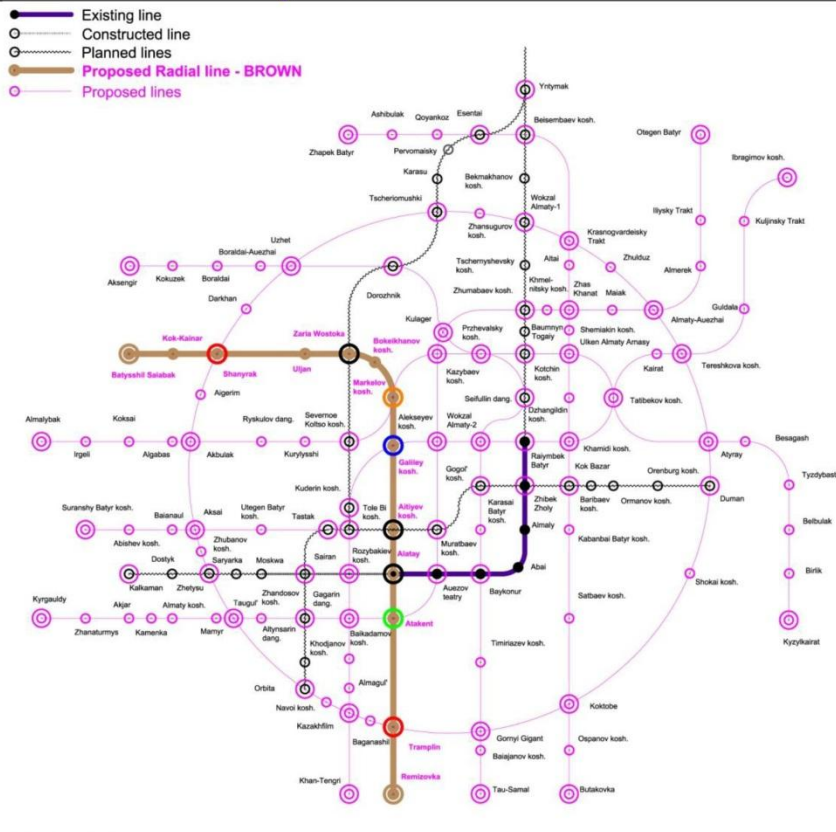 Existing line
Constructed line
Planned lines
Proposed Radial line - BROWN
Proposed lines
Yntymak
Ashibulak
Qoyankoz
Esentai
Beisembaev kosh.
Otegen Batyr
Zhapek Batyr
Pervomaisky
Ibragimov kosh.
Karasu
Bekmakhanov
kosh.
Tscheriomushki
Wokzal
Almaty-1
Iliysky Trakt
Kuljinsky Trakt
Zhansugurov
kosh.
Krasnogvardeisky
Trakt
Uzhet
Boraldai-Auezhai
Aksengir
Kokuzek
Boraldai
Dorozhnik
Tschernyshevsky
kosh.
Altai
Zhulduz
Almerek
Khmel-
nitsky kosh.
Zhumabaev kosh.
Zhas
Khanat
Maiak
Darkhan
Guldala
Almaty-Auezhai
Kulager
Kok-Kainar
Zaria Wostoka
Bokeikhanov
kosh.
Przhevalsky
kosh.
Baumnyn
Togaiy
Shemiakin kosh.
Ulken Almaty Arnasy
Batysshil Saiabak
Shanyrak
Uljan
Markelov
kosh.
Kazybaev
kosh.
Kotchin
kosh.
Kairat
Tereshkova kosh.
Aigerim
Seifullin dang.
Tatibekov kosh.
Almalybak
Koksai
Ryskulov dang.
Severnoe
Koltso kosh.
Alekseyev
kosh.
Wokzal
Almaty-2
Dzhangildin
kosh.
Irgeli
Algabas
Akbulak
Kurylysshi
Galiley
kosh.
Raiymbek
Batyr
Khamidi kosh.
Atyray
Besagash
Gogol'
kosh.
Kok Bazar
Orenburg kosh.
Tyzdybast
Kuderin kosh.
Karasai
Batyr
kosh.
Zhibek
Zholy
Baribaev
kosh.
Ormanov kosh.
Duman
Suranshy Batyr kosh.
Baianaul
Aksai
Utegen Batyr
kosh.
Tastak
Tole Bi
kosh.
Aitiyev
kosh.
Muratbaev
kosh.
Almaly
Belbulak
Abishev kosh.
Zhubanov
kosh.
Kabanbai Batyr kosh.
Dostyk
Saryarka
Moskwa
Sairan
Rozybakiev
kosh.
Alatay
Abai
Birlik
Kalkaman
Zhetysu
Zhandosov
kosh.
Gagarin
dang.
Auezov
teatry
Baykonur
Shokai kosh.
Kyrgauldy
Akjar
Almaty kosh.
Taugul'
Satbaev kosh.
Zhanaturmys
Kamenka
Mamyr
Altynsarin
dang.
Khodjanov
kosh.
Baikadamov
kosh.
Atakent
Kyzylkairat
Timiriazev kosh.
Orbita
Almagul'
Navoi kosh.
Koktobe
Kazakhfilm
Baganashil
Tramplin
Gornyi Gigant
Ospanov kosh.
Baiajanov kosh.
Khan-Tengri
Remizovka
Tau-Samal
Butakovka